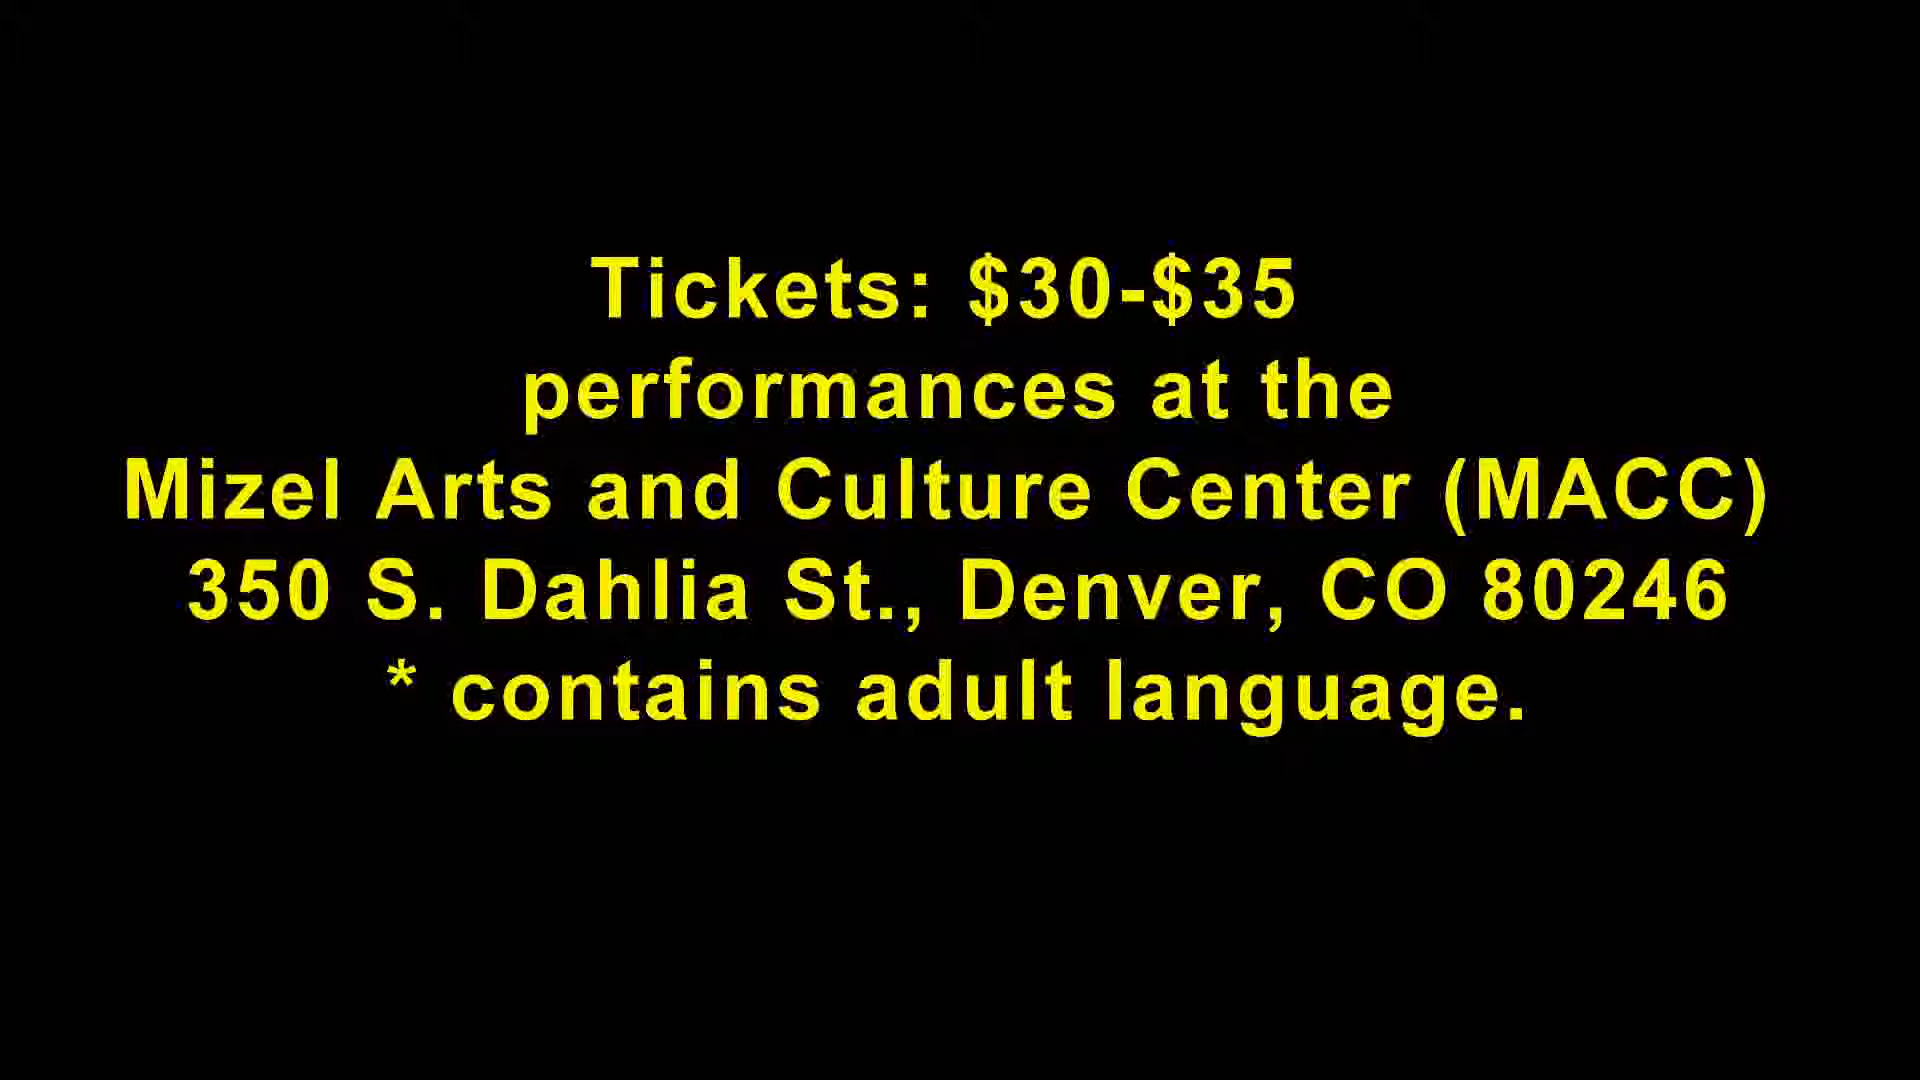 Tickets: $30-$35
performances at the
Mizel Arts and Culture Center (MACC)
350 S. Dahlia St., Denver, CO 80246
* contains adult language.